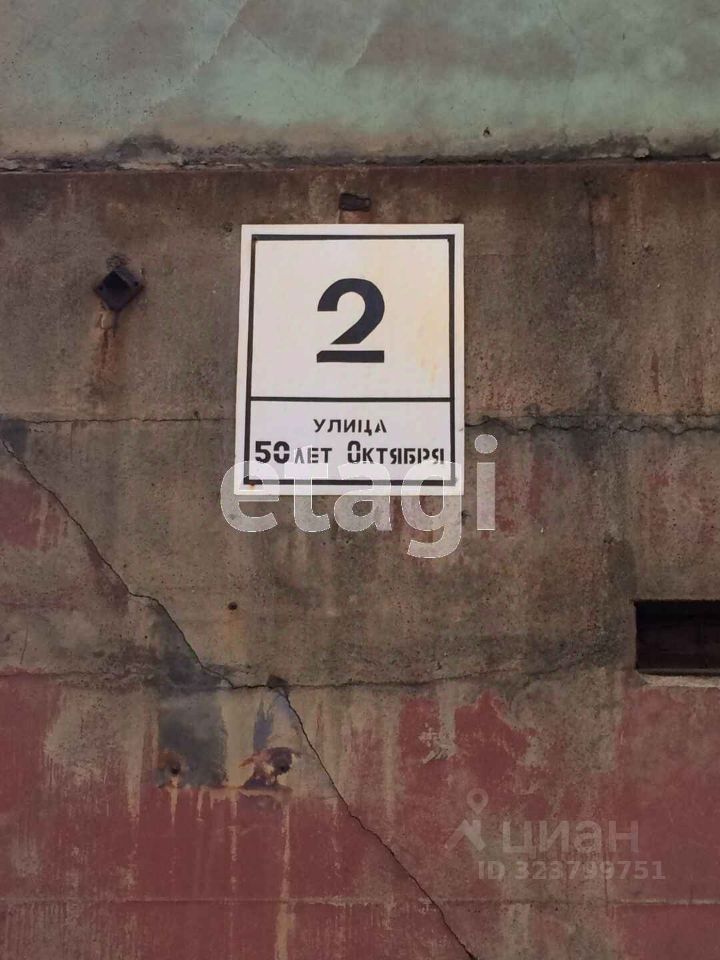 2
УЛИЦА
50 ЛЕТ ОКТЯБРЯ
etagi
циан
ID 323799751